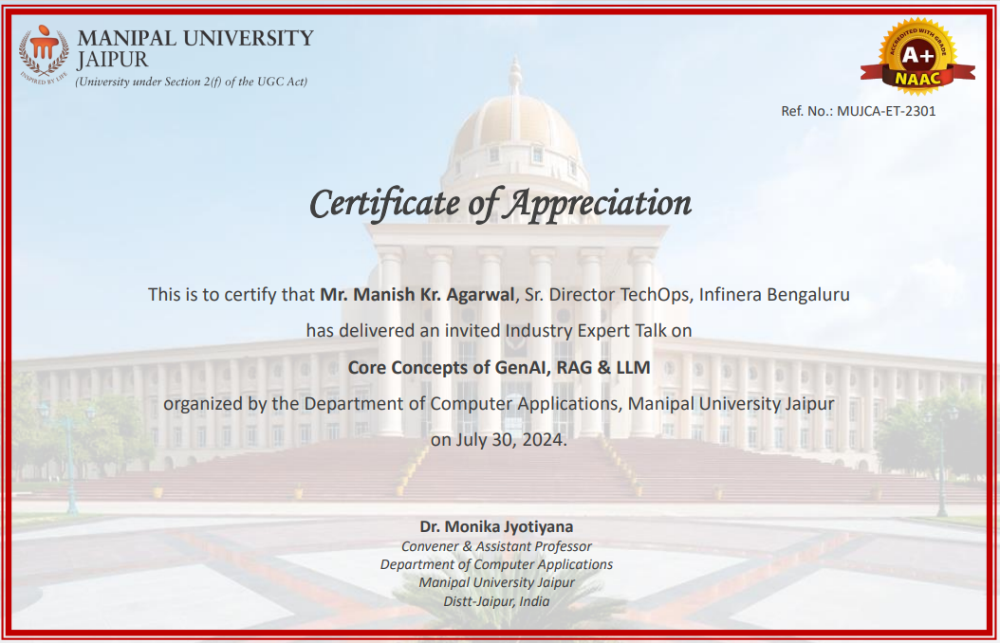 MANIPAL UNIVERSITY
JAIPUR
(University under Section 2(f) of the UGC Act)
INSPIRED BY LIFE
ACCREDITED WITH GRADE
A+
NAAC
Ref. No.: MUJCA-ET-2301
Certificate of Appreciation
This is to certify that Mr. Manish Kr. Agarwal, Sr. Director TechOps, Infinera Bengaluru
has delivered an invited Industry Expert Talk on
Core Concepts of GenAI, RAG & LLM
organized by the Department of Computer Applications, Manipal University Jaipur
on July 30, 2024.
Dr. Monika Jyotiyana
Convener & Assistant Professor
Department of Computer Applications
Manipal University Jaipur
Distt-Jaipur, India